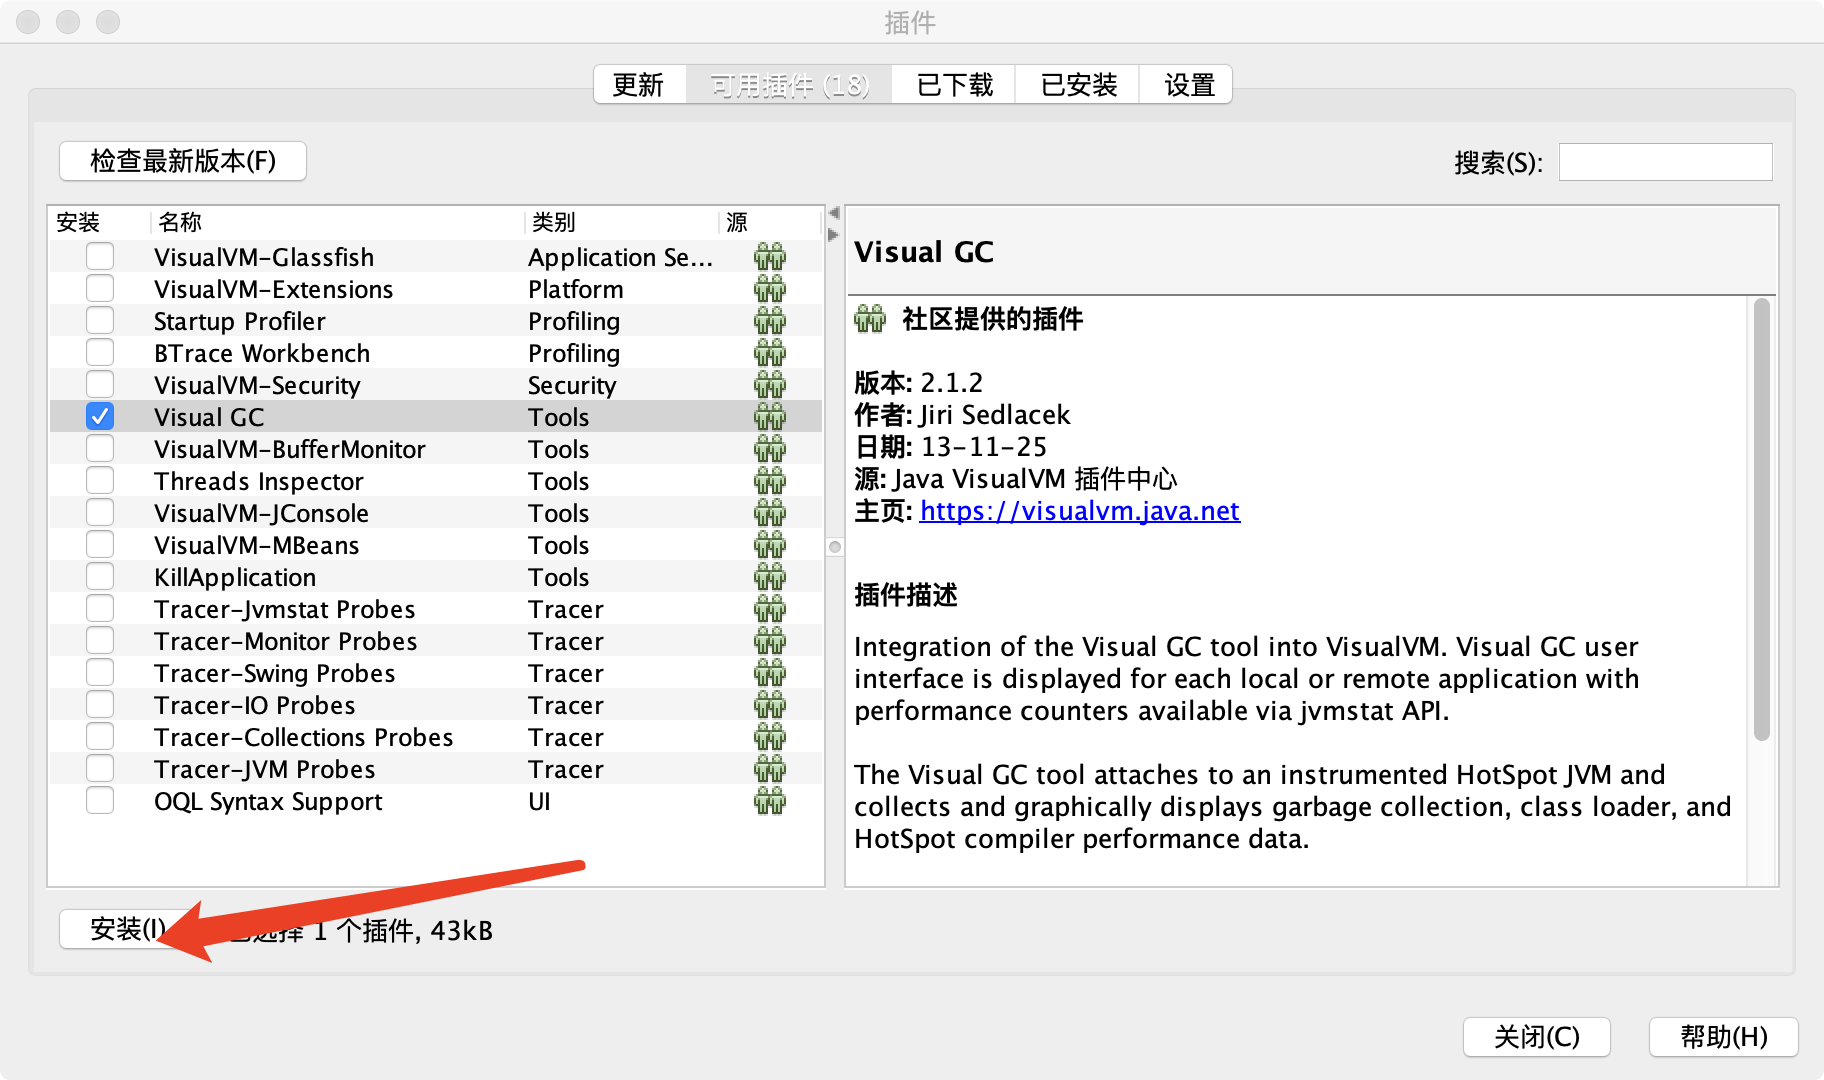 插件
更新 可用插件 (18) 已下载 已安装 设置
检查最新版本(F)
搜索(S):
安装 名称 类别 源
VisualVM-Glassfish Application Se...
VisualVM-Extensions Platform
Startup Profiler Profiling
BTrace Workbench Profiling
VisualVM-Security Security
Visual GC Tools
VisualVM-BufferMonitor Tools
Threads Inspector Tools
VisualVM-JConsole Tools
VisualVM-MBeans Tools
KillApplication Tools
Tracer-Jvmstat Probes Tracer
Tracer-Monitor Probes Tracer
Tracer-Swing Probes Tracer
Tracer-IO Probes Tracer
Tracer-Collections Probes Tracer
Tracer-JVM Probes Tracer
OQL Syntax Support UI
Visual GC
社区提供的插件
版本: 2.1.2
作者: Jiri Sedlacek
日期: 13-11-25
源: Java VisualVM 插件中心
主页: https://visualvm.java.net
插件描述
Integration of the Visual GC tool into VisualVM. Visual GC user
interface is displayed for each local or remote application with
performance counters available via jvmstat API.
The Visual GC tool attaches to an instrumented HotSpot JVM and
collects and graphically displays garbage collection, class loader, and
HotSpot compiler performance data.
安装(I) 已选择 1 个插件, 43kB
关闭(C) 帮助(H)